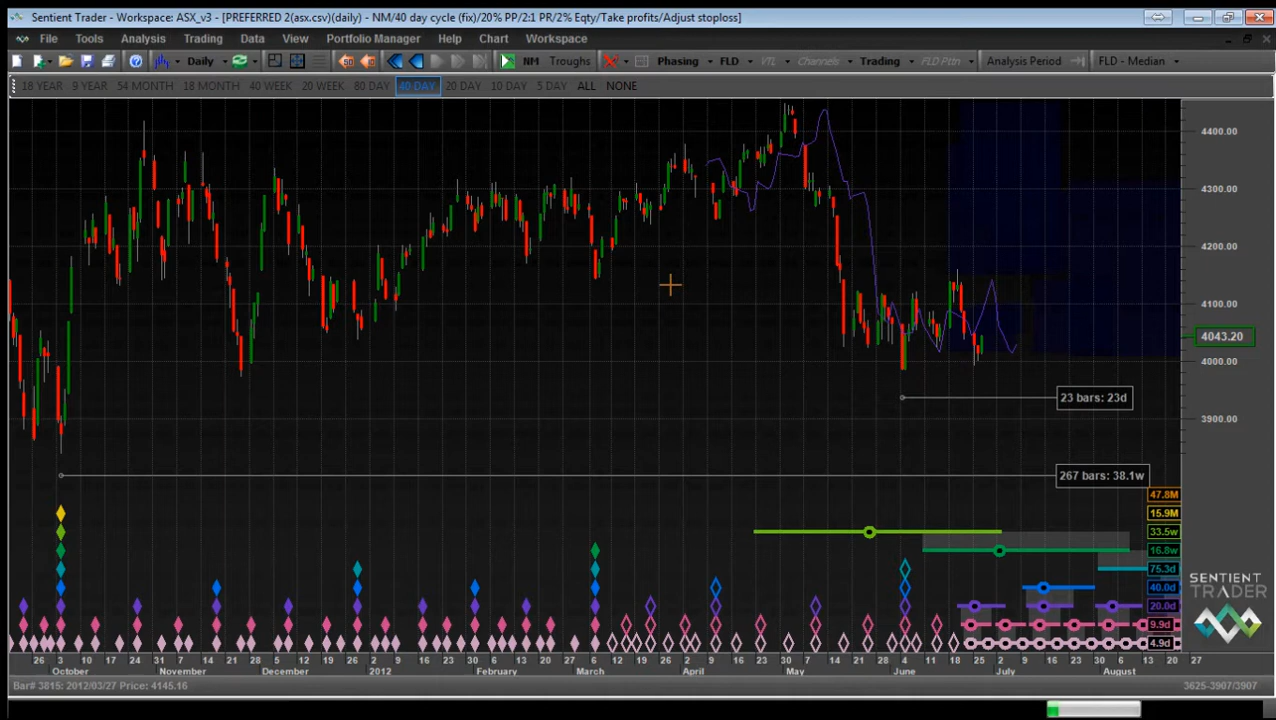 Sentient Trader - Workspace: ASX_v3 - [PREFERRED 2(asx.csv)(daily) - NM/40 day cycle (fix)/20% PP/2:1 PR/2% Eqty/Take profits/Adjust stoploss]
File Tools Analysis Trading Data View Portfolio Manager Help Chart Workspace
Daily NM Troughs Phasing FLD VTL Channels Trading FLD Pttn Analysis Period FLD - Median
18 YEAR 9 YEAR 54 MONTH 18 MONTH 40 WEEK 20 WEEK 80 DAY 40 DAY 20 DAY 10 DAY 5 DAY ALL NONE
4400.00
4300.00
4200.00
4100.00
4043.20
4000.00
23 bars: 23d
3900.00
267 bars: 38.1w
47.8M
15.9M
33.5w
16.8w
75.3d
40.0d
20.0d
9.9d
4.9d
SENTIENT
TRADER
26 3 10 17 24 31 7 14 21 28 5 12 19 26 2 9 16 23 30 6 13 20 27 6 12 19 26 2 9 16 23 30 7 14 21 28 4 11 18 25 2 9 16 23 30 6 13 20 27
October November December 2012 February March April May June July August
Bar# 3815: 2012/03/27 Price: 4145.16 3625-3907/3907